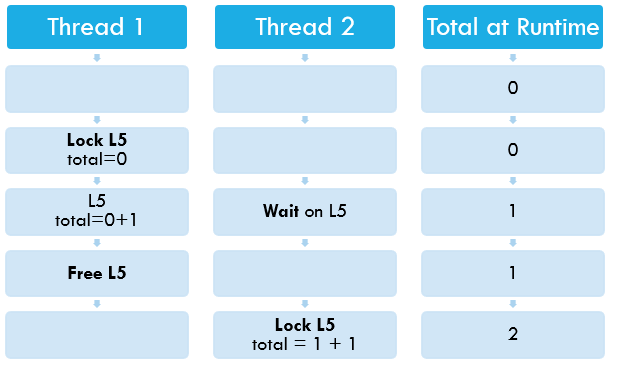 Thread 1 Thread 2 Total at Runtime
0
Lock L5
total=0 0
L5
total=0+1 Wait on L5 1
Free L5 1
Lock L5
total = 1 + 1 2